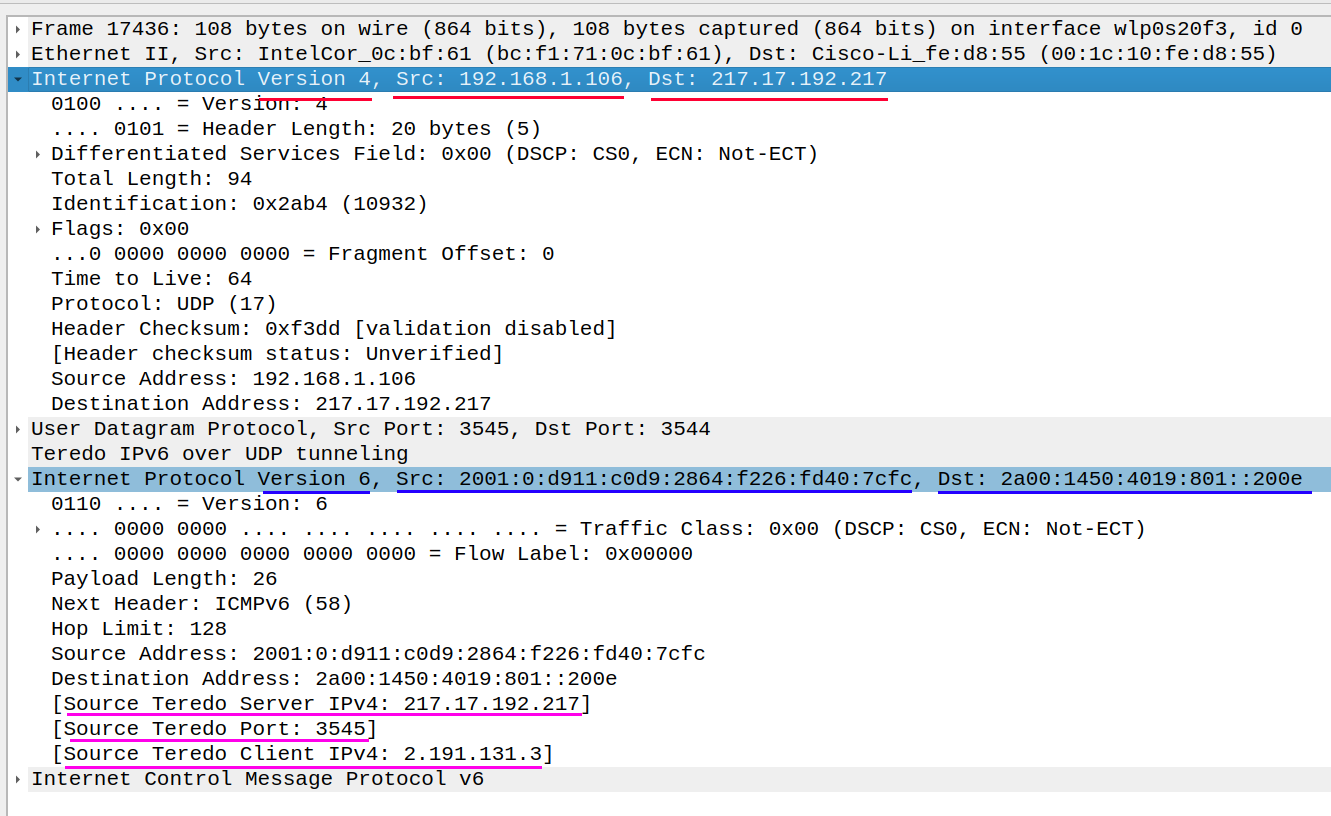 Frame 17436: 108 bytes on wire (864 bits), 108 bytes captured (864 bits) on interface wlp0s20f3, id 0
Ethernet II, Src: IntelCor_0c:bf:61 (bc:f1:71:0c:bf:61), Dst: Cisco-Li_fe:d8:55 (00:1c:10:fe:d8:55)
Internet Protocol Version 4, Src: 192.168.1.106, Dst: 217.17.192.217
0100 .... = Version: 4
.... 0101 = Header Length: 20 bytes (5)
Differentiated Services Field: 0x00 (DSCP: CS0, ECN: Not-ECT)
Total Length: 94
Identification: 0x2ab4 (10932)
Flags: 0x00
...0 0000 0000 0000 = Fragment Offset: 0
Time to Live: 64
Protocol: UDP (17)
Header Checksum: 0xf3dd [validation disabled]
[Header checksum status: Unverified]
Source Address: 192.168.1.106
Destination Address: 217.17.192.217
User Datagram Protocol, Src Port: 3545, Dst Port: 3544
Teredo IPv6 over UDP tunneling
Internet Protocol Version 6, Src: 2001:0:d911:c0d9:2864:f226:fd40:7cfc, Dst: 2a00:1450:4019:801::200e
0110 .... = Version: 6
.... 0000 0000 .... .... .... .... .... = Traffic Class: 0x00 (DSCP: CS0, ECN: Not-ECT)
.... 0000 0000 0000 0000 0000 = Flow Label: 0x00000
Payload Length: 26
Next Header: ICMPv6 (58)
Hop Limit: 128
Source Address: 2001:0:d911:c0d9:2864:f226:fd40:7cfc
Destination Address: 2a00:1450:4019:801::200e
[Source Teredo Server IPv4: 217.17.192.217]
[Source Teredo Port: 3545]
[Source Teredo Client IPv4: 2.191.131.3]
Internet Control Message Protocol v6